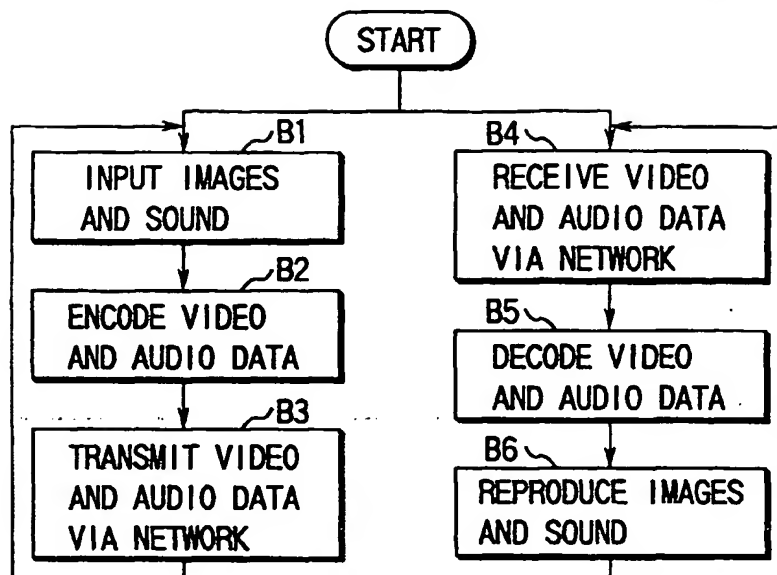 START
B1
INPUT IMAGES
AND SOUND
B2
ENCODE VIDEO
AND AUDIO DATA
B3
TRANSMIT VIDEO
AND AUDIO DATA
VIA NETWORK
B4
RECEIVE VIDEO
AND AUDIO DATA
VIA NETWORK
B5
DECODE VIDEO
AND AUDIO DATA
B6
REPRODUCE IMAGES
AND SOUND